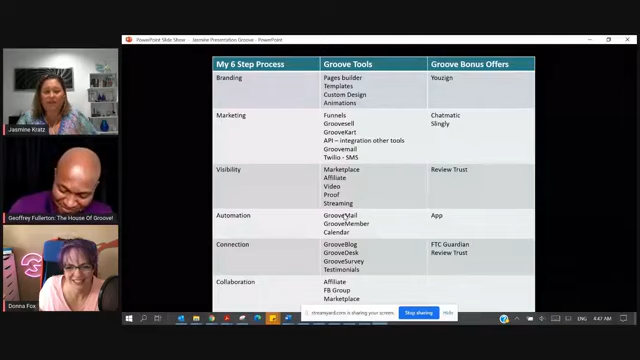 PowerPoint Slide Show - Jasmine Presentation Groove - PowerPoint
My 6 Step Process
Groove Tools
Groove Bonus Offers
Branding
Pages builder
Templates
Custom Design
Animations
Youzign
Marketing
Funnels
Groovesell
GrooveKart
API – integration other tools
Groovemail
Twilio - SMS
Chatmatic
Slingly
Visibility
Marketplace
Affiliate
Video
Proof
Streaming
Review Trust
Automation
GrooveMail
GrooveMember
Calendar
App
Connection
GrooveBlog
GrooveDesk
GrooveSurvey
Testimonials
FTC Guardian
Review Trust
Collaboration
Affiliate
FB Group
Marketplace
Jasmine Kratz
Geoffrey Fullerton: The House Of Groove!
Donna Fox
streamyard.com is sharing your screen.
Stop sharing
Hide
ENG
4:47 AM